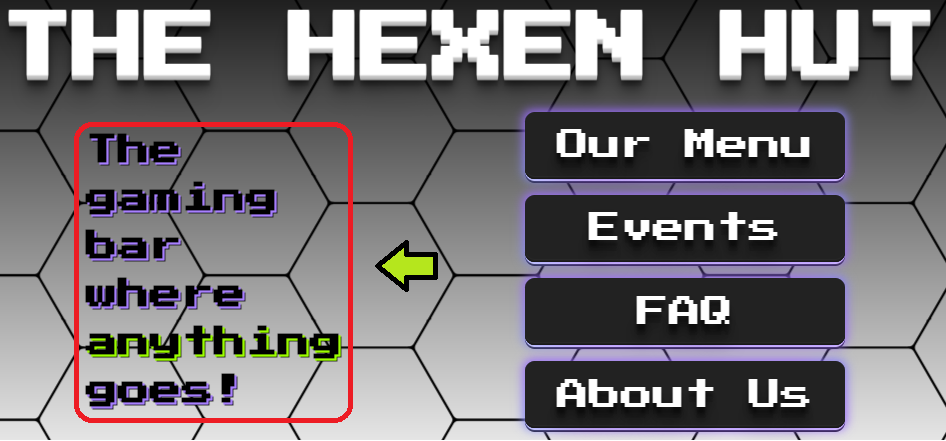 THE HEXEN HUT
The
gaming
bar
where
anything
goes!
Our Menu
Events
FAQ
About Us